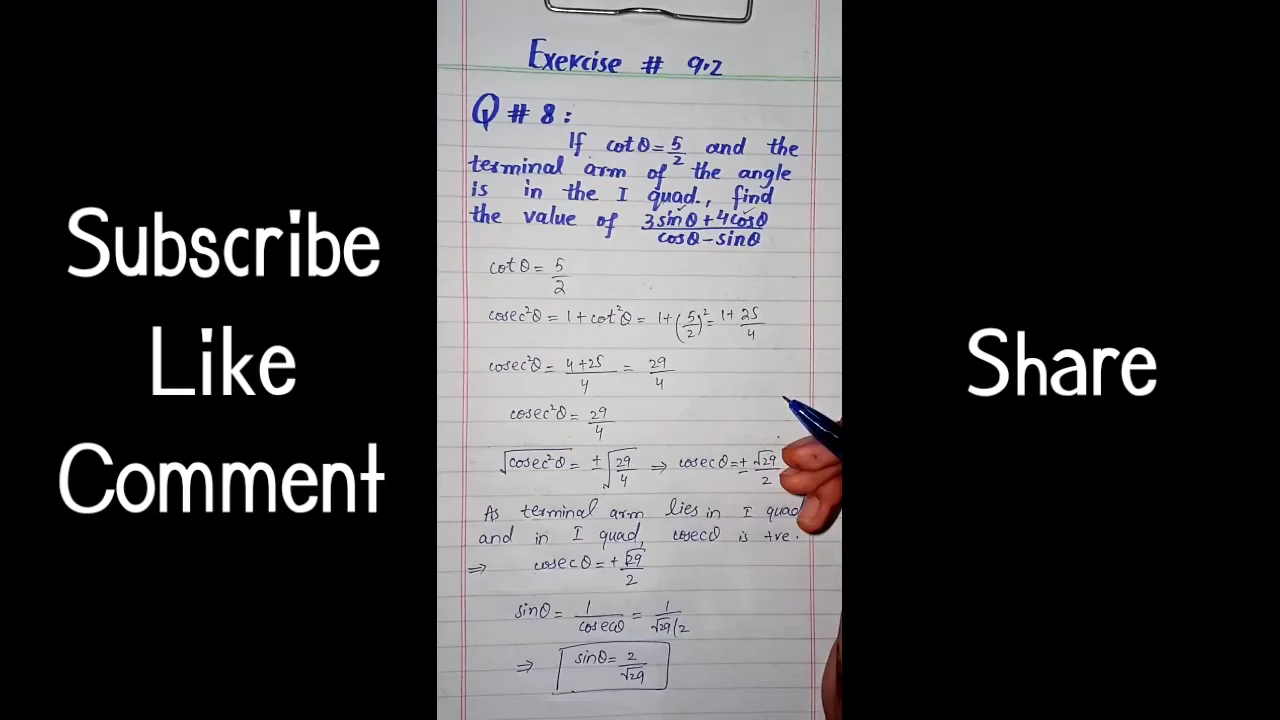 Subscribe
Like
Comment
Exercise # 9.2
Q # 8:
If cotθ = 5/2 and the
terminal arm of the angle
is in the I quad., find
the value of 3sinθ + 4cosθ / cosθ - sinθ
cotθ = 5/2
cosec²θ = 1 + cot²θ = 1 + (5/2)² = 1 + 25/4
cosec²θ = 4+25/4 = 29/4
cosec²θ = 29/4
√cosec²θ = ± √29/4 ⇒ cosecθ = ± √29/2
As terminal arm lies in I quad
and in I quad, cosecθ is +ve.
⇒ cosecθ = + √29/2
sinθ = 1/cosecθ = 1/√29/2
⇒ sinθ = 2/√29
Share